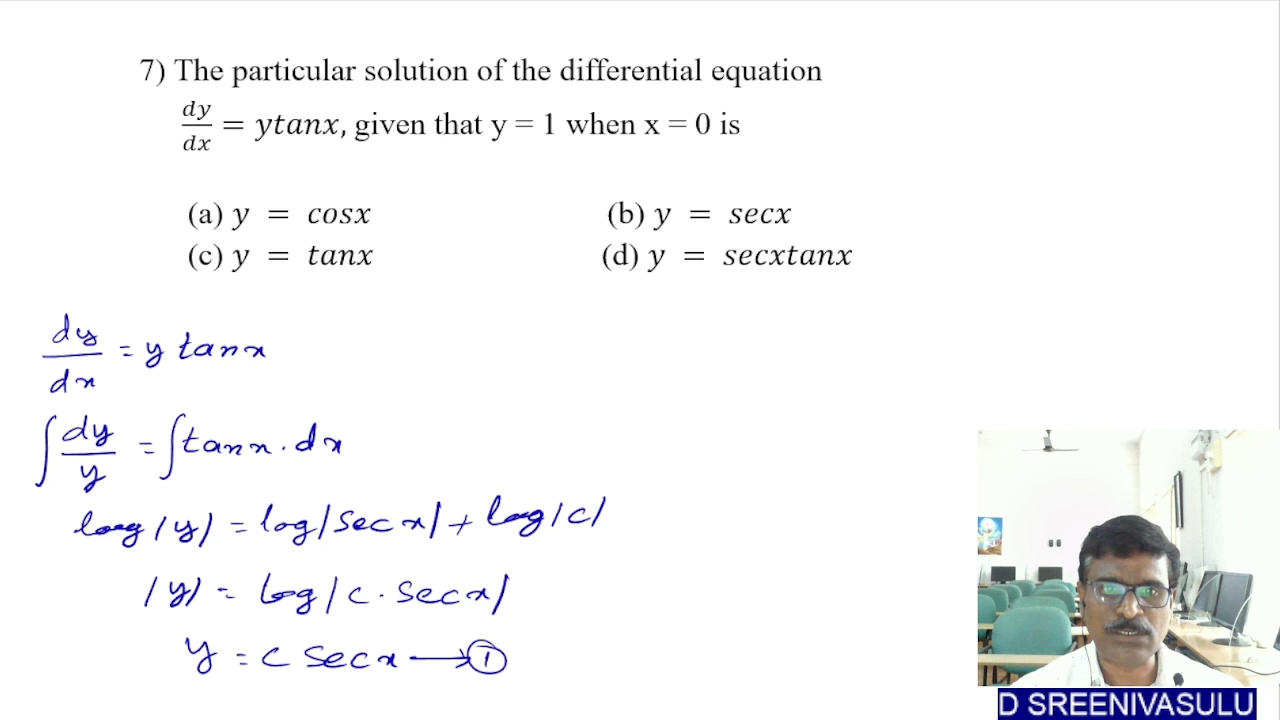 7) The particular solution of the differential equation
dy/dx = ytanx, given that y = 1 when x = 0 is
(a) y = cosx (b) y = secx
(c) y = tanx (d) y = secxtanx
dy/dx = y tanx
∫ dy/y = ∫ tanx . dx
log|y| = log|secx| + log|c|
|y| = log|c . secx|
y = c secx → ①
D SREENIVASULU